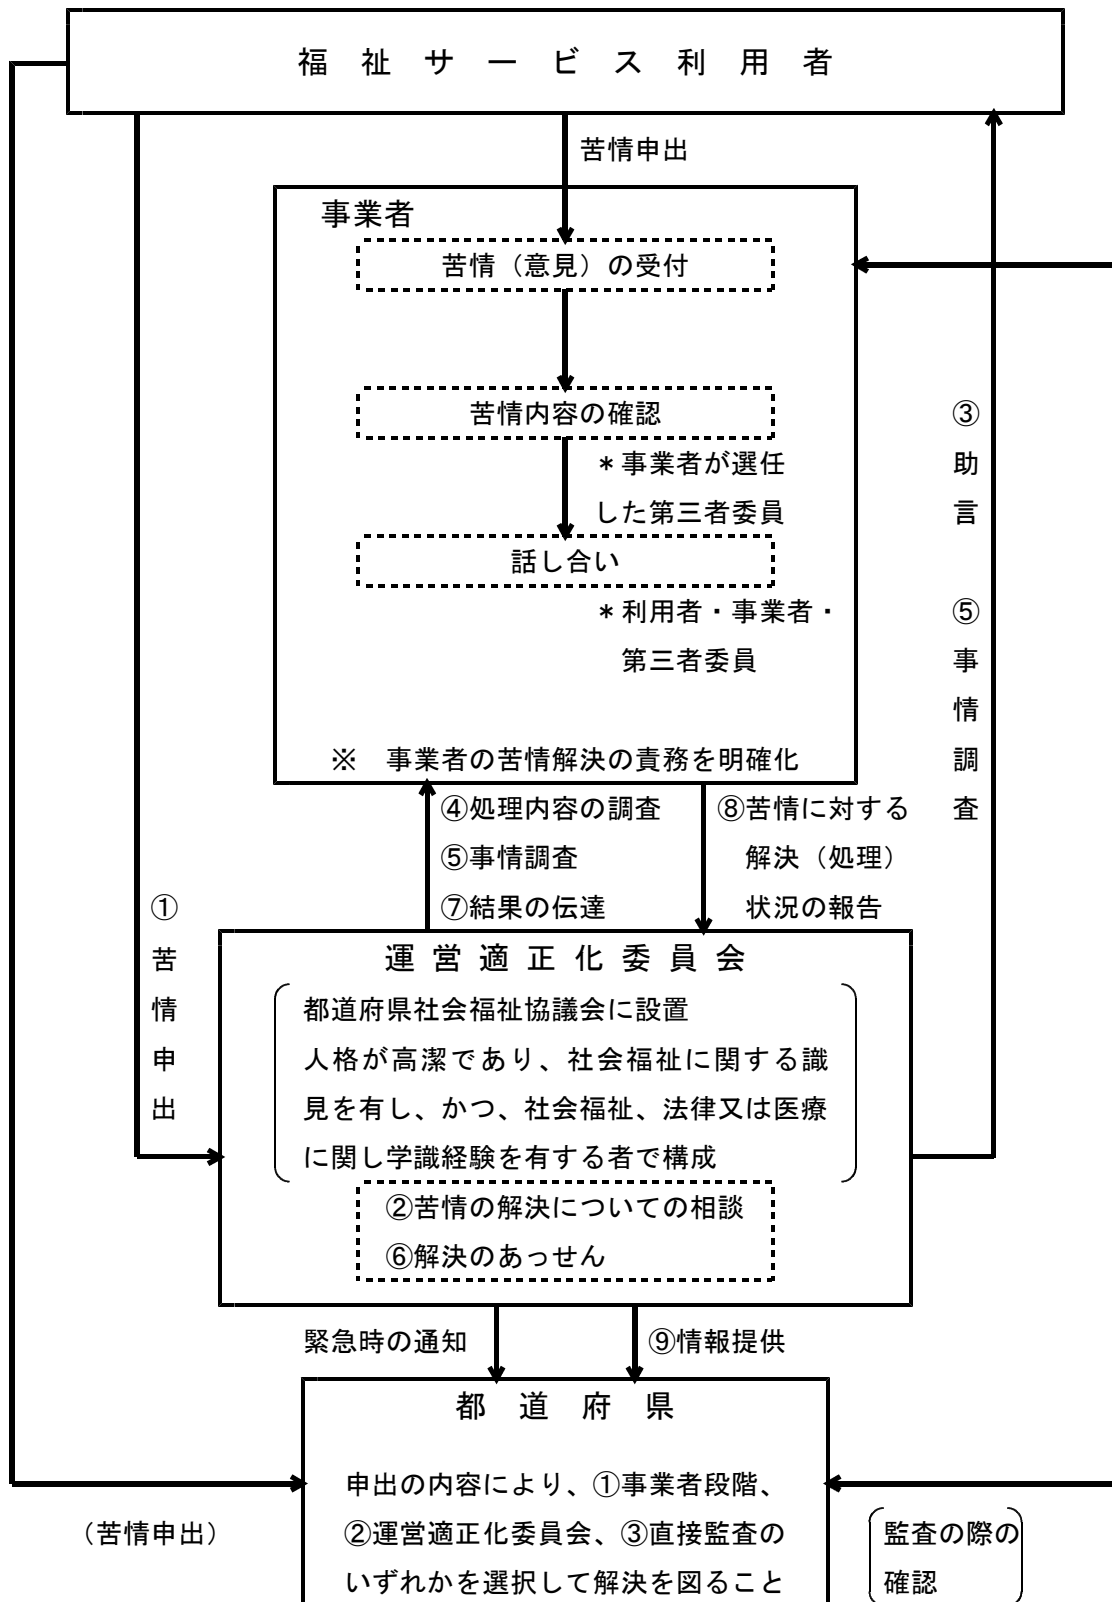 福祉サービス利用者
苦情申出
事業者
苦情（意見）の受付
苦情内容の確認
＊事業者が選任
した第三者委員
話し合い
＊利用者・事業者・
第三者委員
※　事業者の苦情解決の責務を明確化
③助言
⑤事情調査
④処理内容の調査
⑤事情調査
⑦結果の伝達
⑧苦情に対する
解決（処理）
状況の報告
①苦情申出
運営適正化委員会
都道府県社会福祉協議会に設置
人格が高潔であり、社会福祉に関する識
見を有し、かつ、社会福祉、法律又は医療
に関し学識経験を有する者で構成
②苦情の解決についての相談
⑥解決のあっせん
緊急時の通知
⑨情報提供
都道府県
申出の内容により、①事業者段階、
②運営適正化委員会、③直接監査の
いずれかを選択して解決を図ること
（苦情申出）
監査の際の
確認